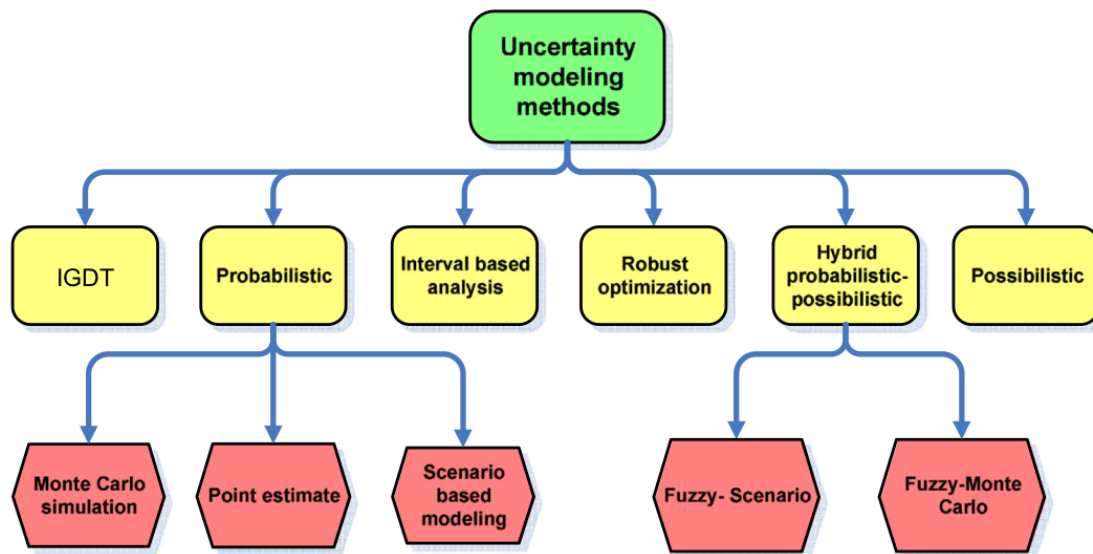 Uncertainty
modeling
methods
IGDT
Probabilistic
Interval based
analysis
Robust
optimization
Hybrid
probabilistic-
possibilistic
Possibilistic
Monte Carlo
simulation
Point estimate
Scenario
based
modeling
Fuzzy- Scenario
Fuzzy-Monte
Carlo